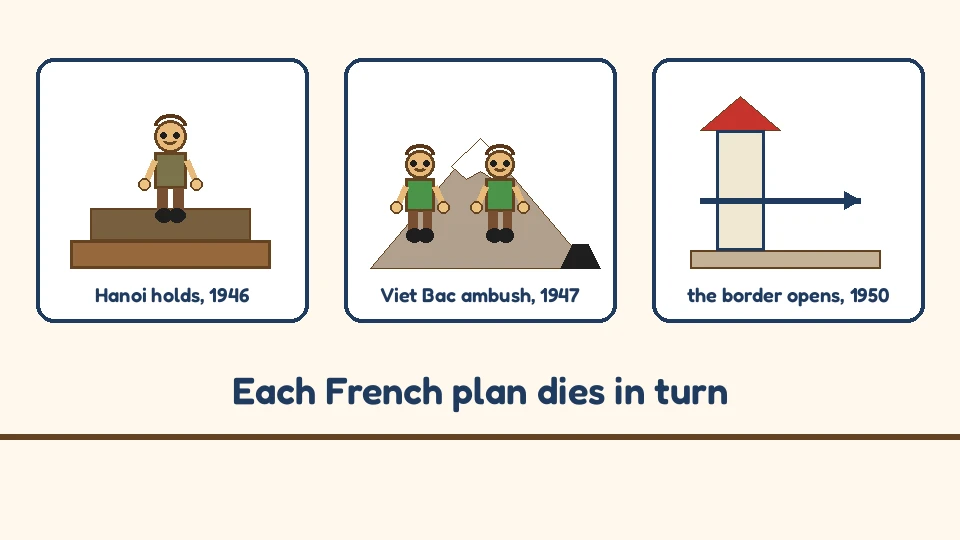 Hanoi holds, 1946
Viet Bac ambush, 1947
the border opens, 1950
Each French plan dies in turn